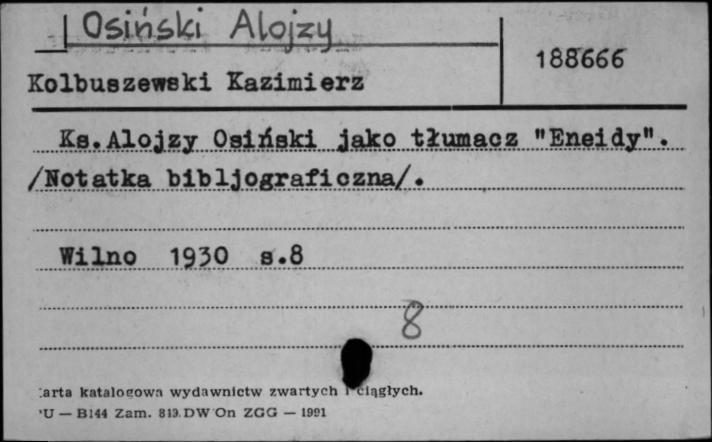 Osiński Alojzy
188666
Kolbuszewski Kazimierz
Ks.Alojzy Osiński jako tłumacz "Eneidy".
/Notatka bibljograficzna/.
Wilno 1930 s.8
8
arta katalogowa wydawnictw zwartych i ciągłych.
U — B144 Zam. 813.DW On ZGG — 1991